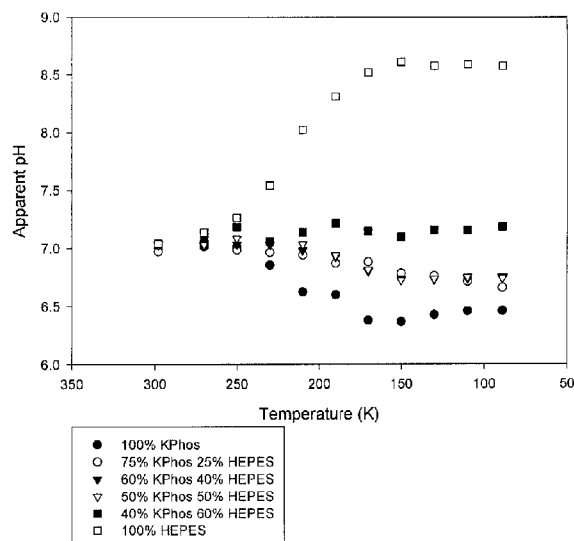 9.0
8.5
8.0
7.5
7.0
6.5
6.0
Apparent pH
350
300
250
200
150
100
50
Temperature (K)
100% KPhos
75% KPhos 25% HEPES
60% KPhos 40% HEPES
50% KPhos 50% HEPES
40% KPhos 60% HEPES
100% HEPES